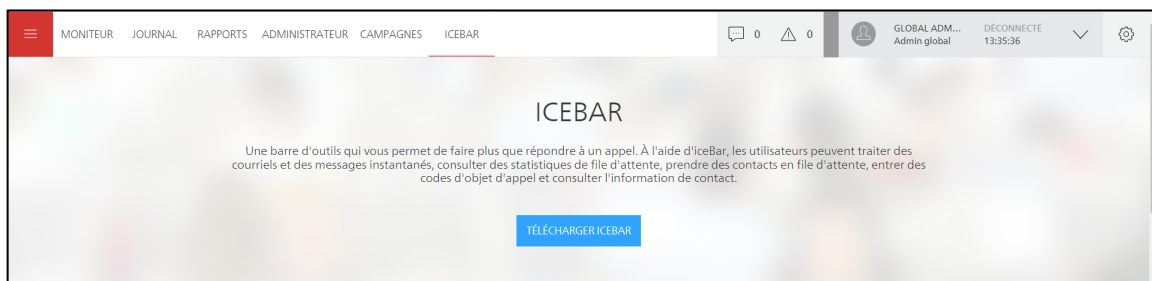 MONITEUR JOURNAL RAPPORTS ADMINISTRATEUR CAMPAGNES ICEBAR 0 0 GLOBAL ADM... DÉCONNECTÉ
Admin global 13:35:36
ICEBAR
Une barre d'outils qui vous permet de faire plus que répondre à un appel. À l'aide d'iceBar, les utilisateurs peuvent traiter des
courriels et des messages instantanés, consulter des statistiques de file d'attente, prendre des contacts en file d'attente, entrer des
codes d'objet d'appel et consulter l'information de contact.
TÉLÉCHARGER ICEBAR